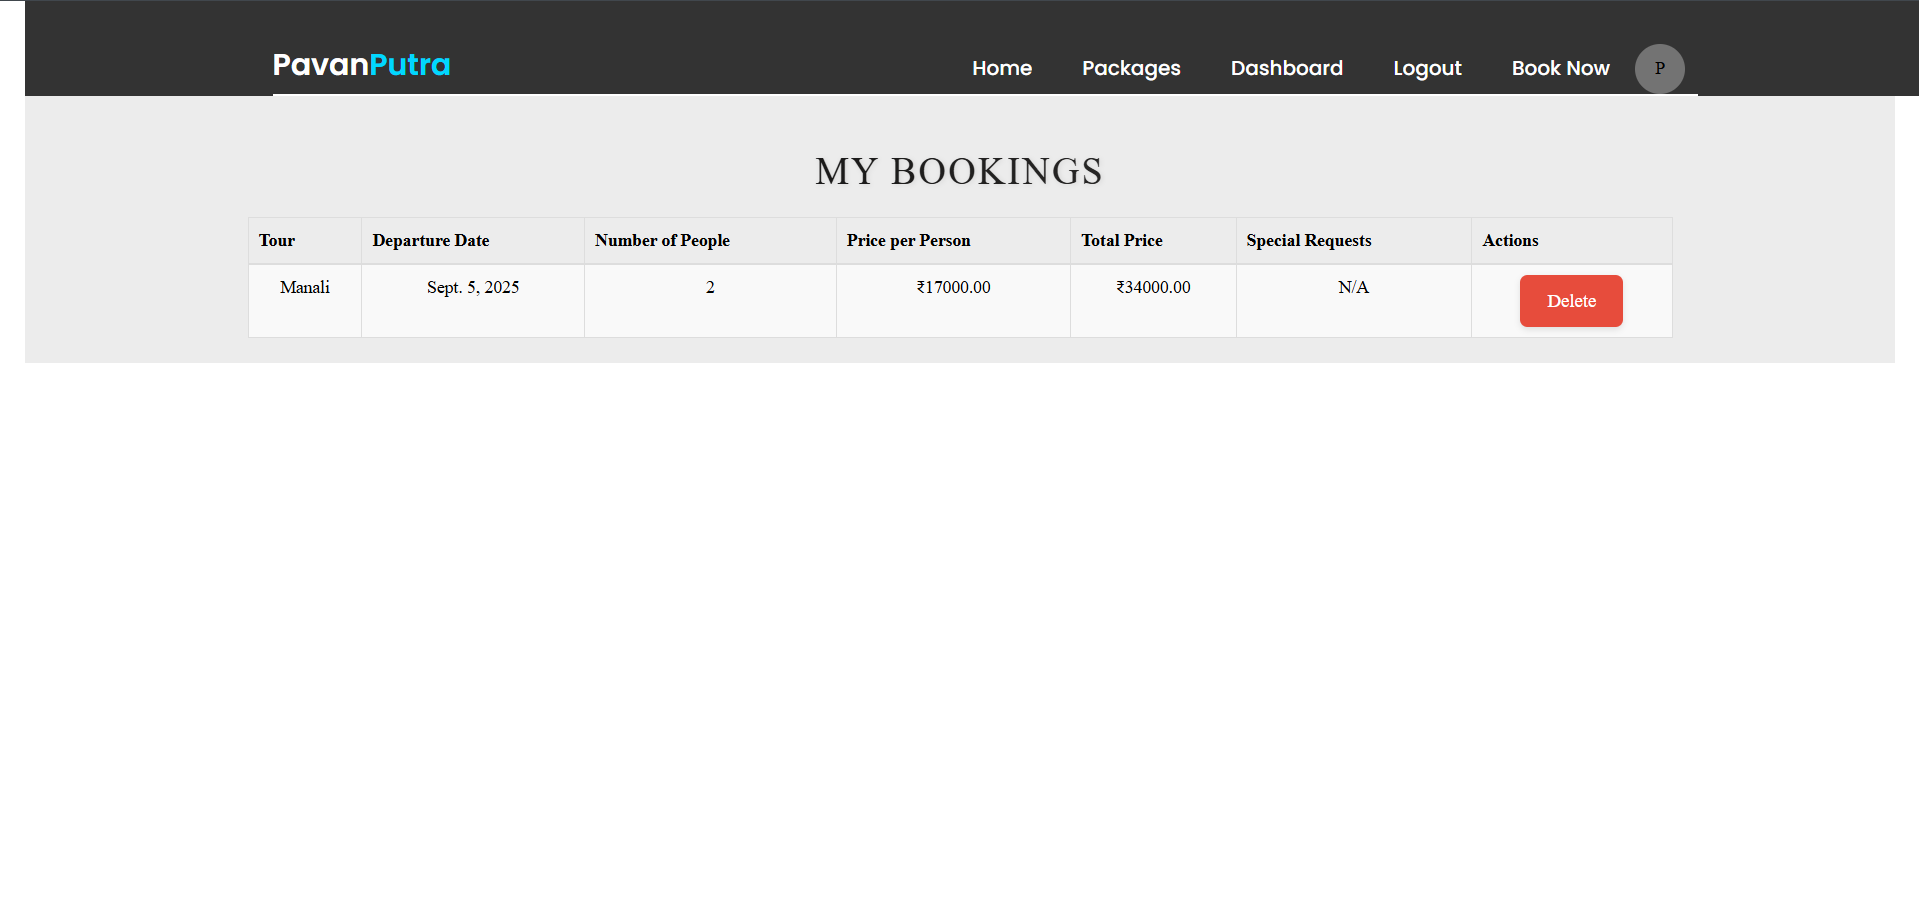 PavanPutra Home Packages Dashboard Logout Book Now P
MY BOOKINGS
Tour Departure Date Number of People Price per Person Total Price Special Requests Actions
Manali Sept. 5, 2025 2 ₹17000.00 ₹34000.00 N/A Delete